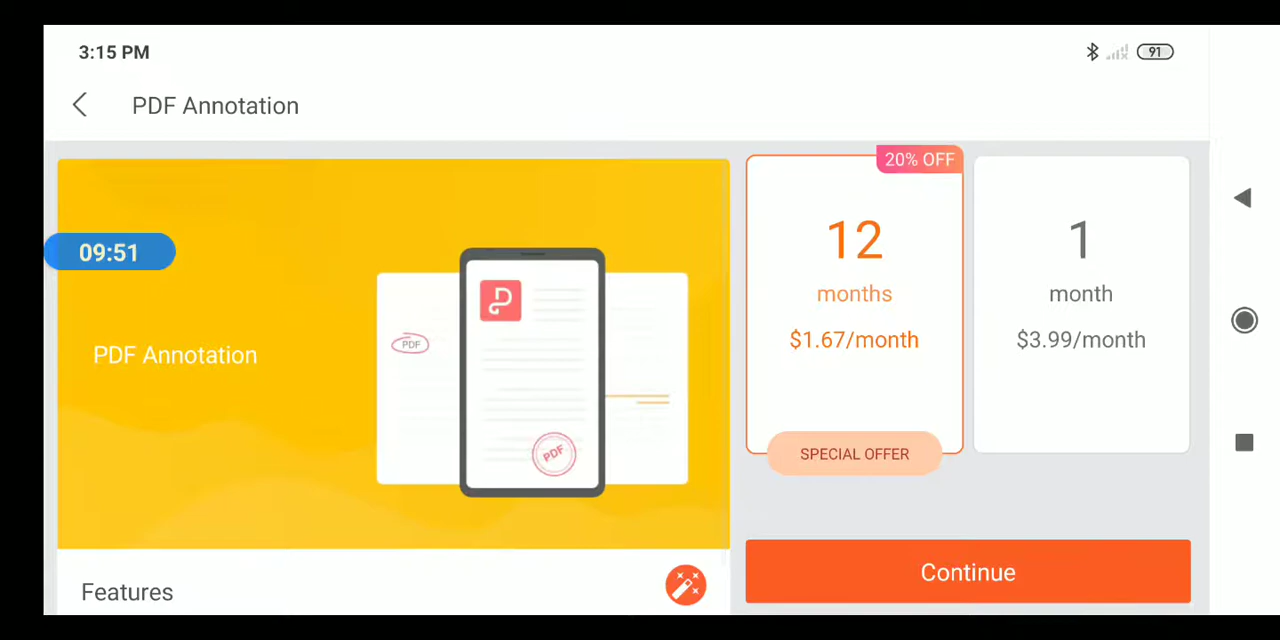 3:15 PM
91
PDF Annotation
09:51
PDF Annotation
PDF
PDF
20% OFF
12
months
$1.67/month
SPECIAL OFFER
1
month
$3.99/month
Continue
Features